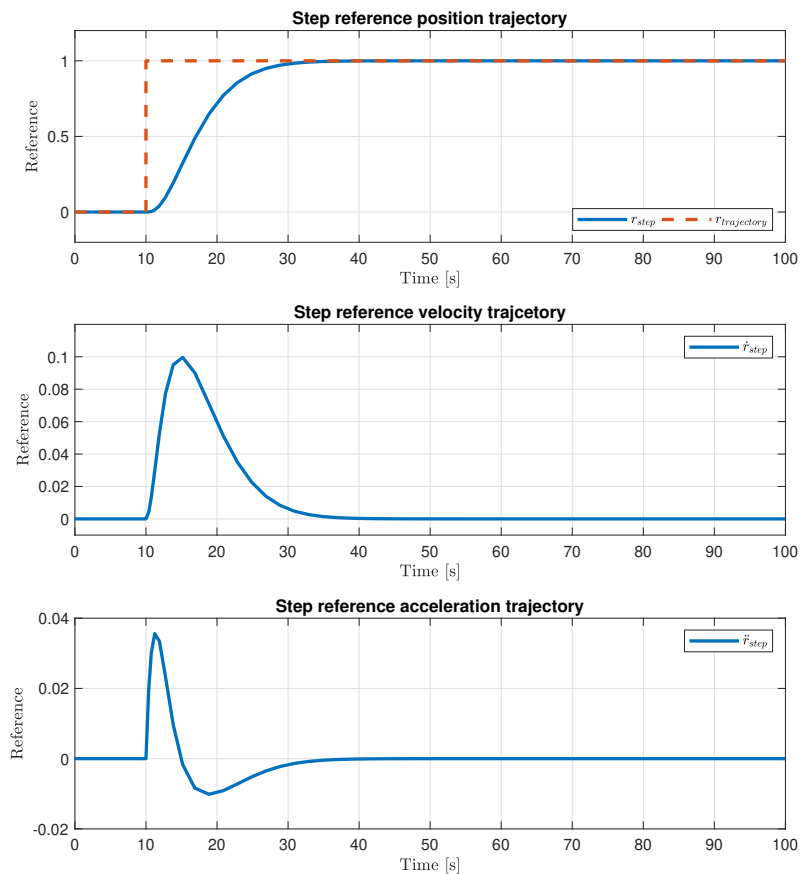 Step reference position trajectory
1
0.5
0
Reference
r_step r_trajectory
0 10 20 30 40 50 60 70 80 90 100
Time [s]
Step reference velocity trajcetory
0.1
0.08
0.06
0.04
0.02
0
Reference
ṙ_step
0 10 20 30 40 50 60 70 80 90 100
Time [s]
Step reference acceleration trajectory
0.04
0.02
0
-0.02
Reference
r̈_step
0 10 20 30 40 50 60 70 80 90 100
Time [s]